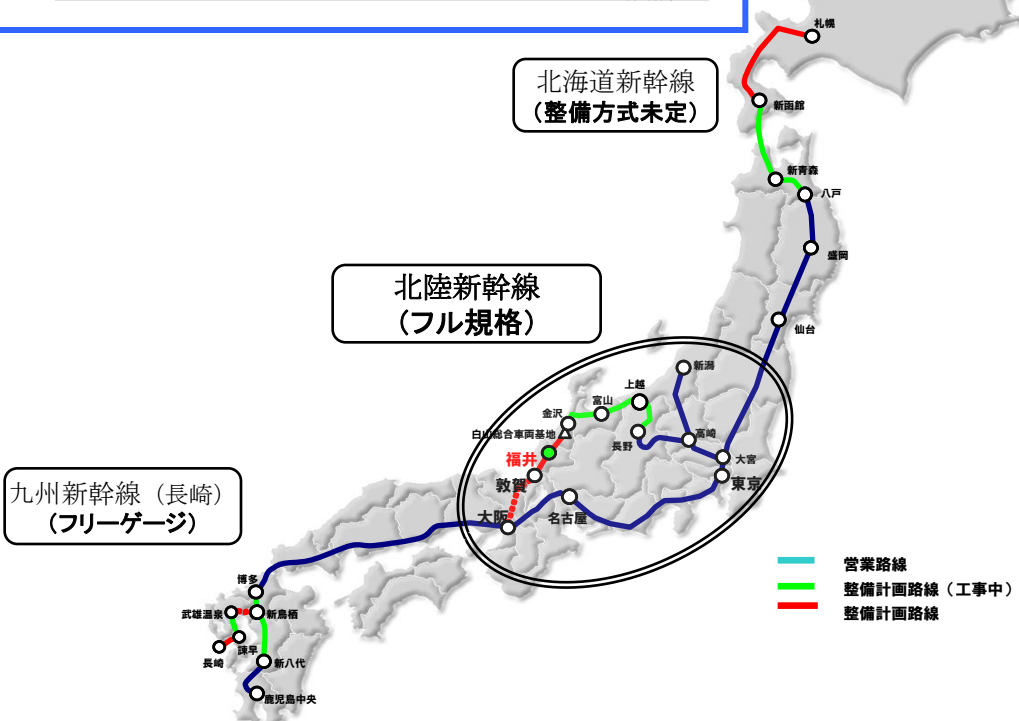 札幌
北海道新幹線
(整備方式未定)
新函館
新青森
八戸
盛岡
北陸新幹線
(フル規格)
仙台
新潟
上越
富山
金沢
白山総合車両基地
高崎
長野
福井
大宮
敦賀
東京
九州新幹線（長崎）
(フリーゲージ)
大阪
名古屋
営業路線
整備計画路線（工事中）
整備計画路線
博多
武雄温泉
新鳥栖
諫早
長崎
新八代
鹿児島中央